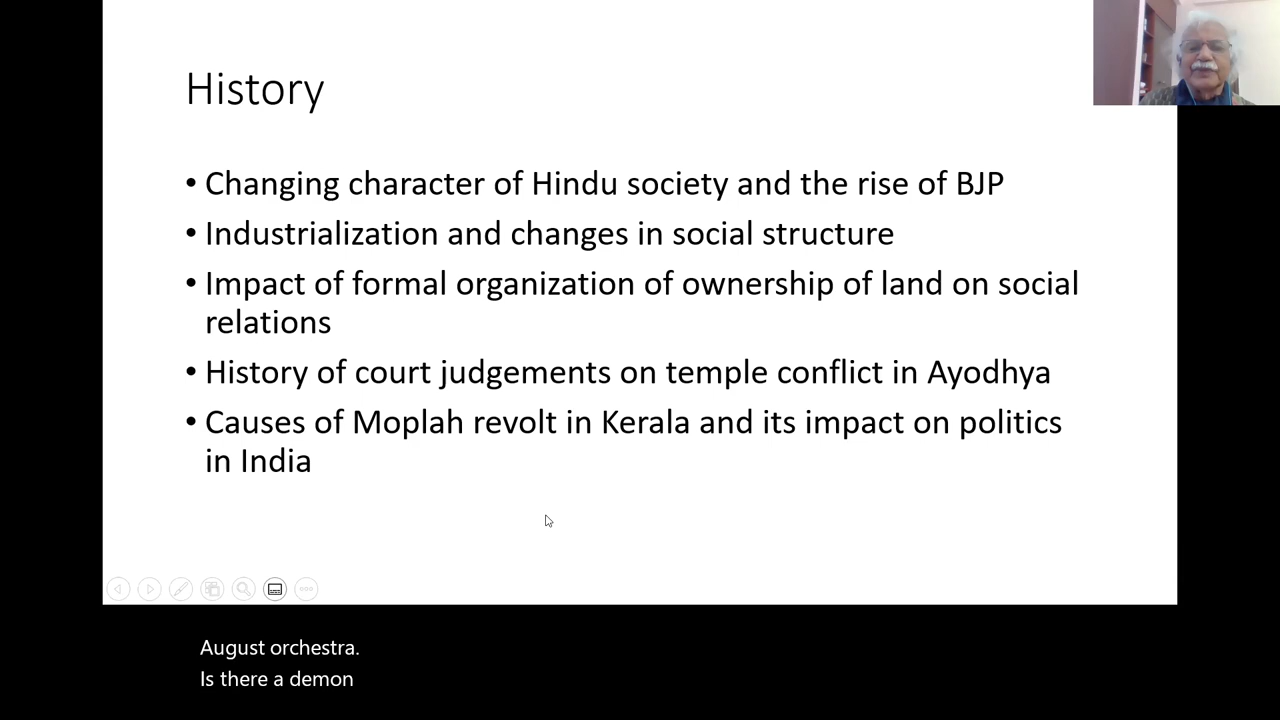 History
• Changing character of Hindu society and the rise of BJP
• Industrialization and changes in social structure
• Impact of formal organization of ownership of land on social
relations
• History of court judgements on temple conflict in Ayodhya
• Causes of Moplah revolt in Kerala and its impact on politics
in India
August orchestra.
Is there a demon